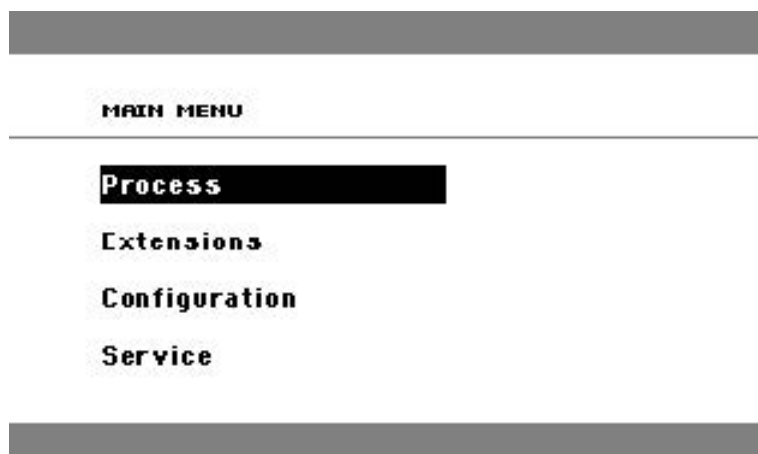 MAIN MENU
Process
Extensions
Configuration
Service